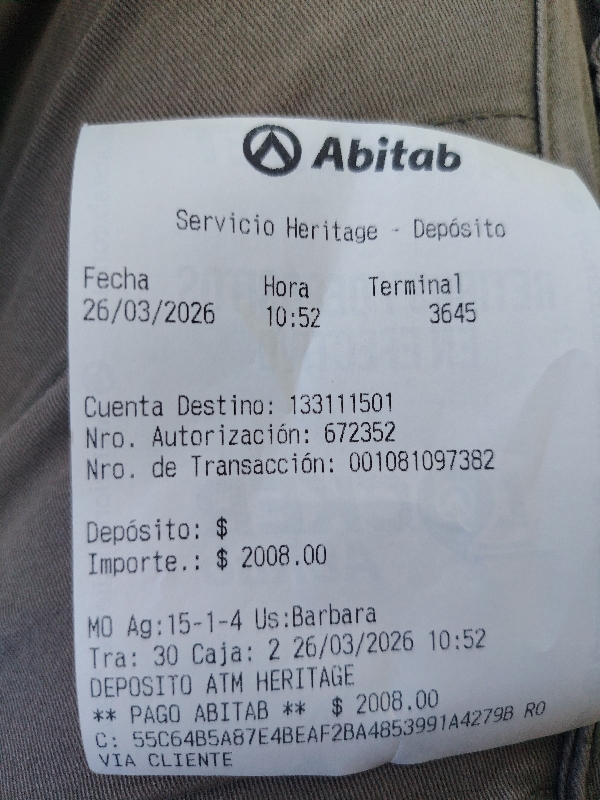 Abitab
Servicio Heritage - Depósito
Fecha Hora Terminal
26/03/2026 10:52 3645
Cuenta Destino: 133111501
Nro. Autorización: 672352
Nro. de Transacción: 001081097382
Depósito: $
Importe.: $ 2008.00
MO Ag:15-1-4 Us:Barbara
Tra: 30 Caja: 2 26/03/2026 10:52
DEPOSITO ATM HERITAGE
** PAGO ABITAB ** $ 2008.00
C: 55C64B5A87E4BEAF2BA4853991A4279B RO
VIA CLIENTE